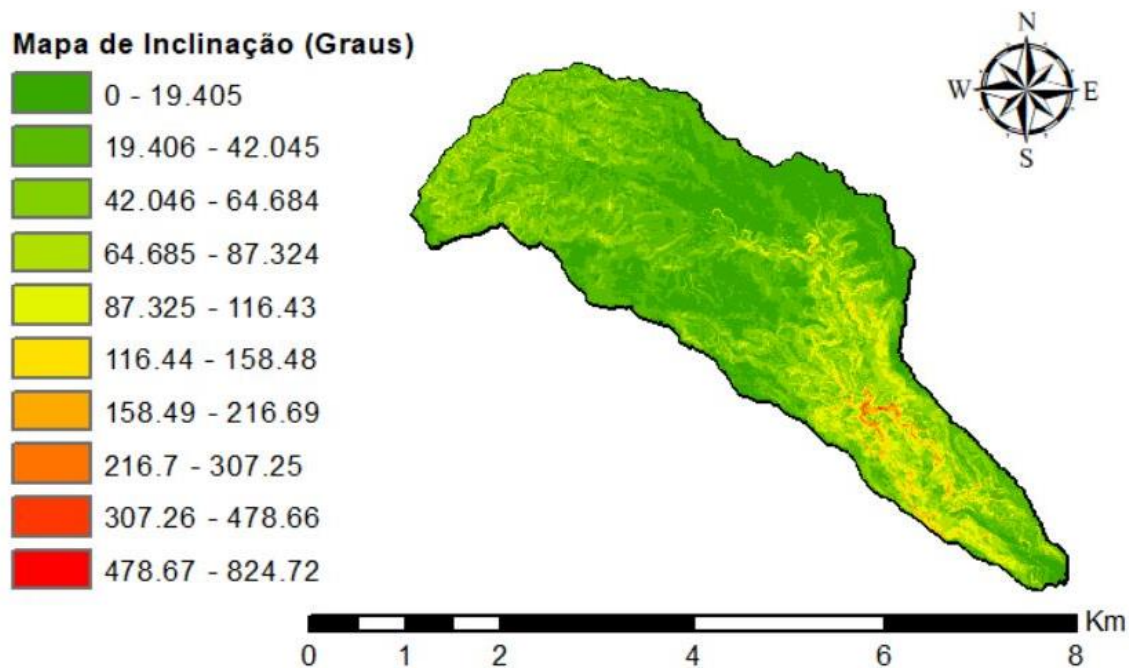 Mapa de Inclinação (Graus)
0 - 19.405
19.406 - 42.045
42.046 - 64.684
64.685 - 87.324
87.325 - 116.43
116.44 - 158.48
158.49 - 216.69
216.7 - 307.25
307.26 - 478.66
478.67 - 824.72
N
W E
S
Km
0 1 2 4 6 8